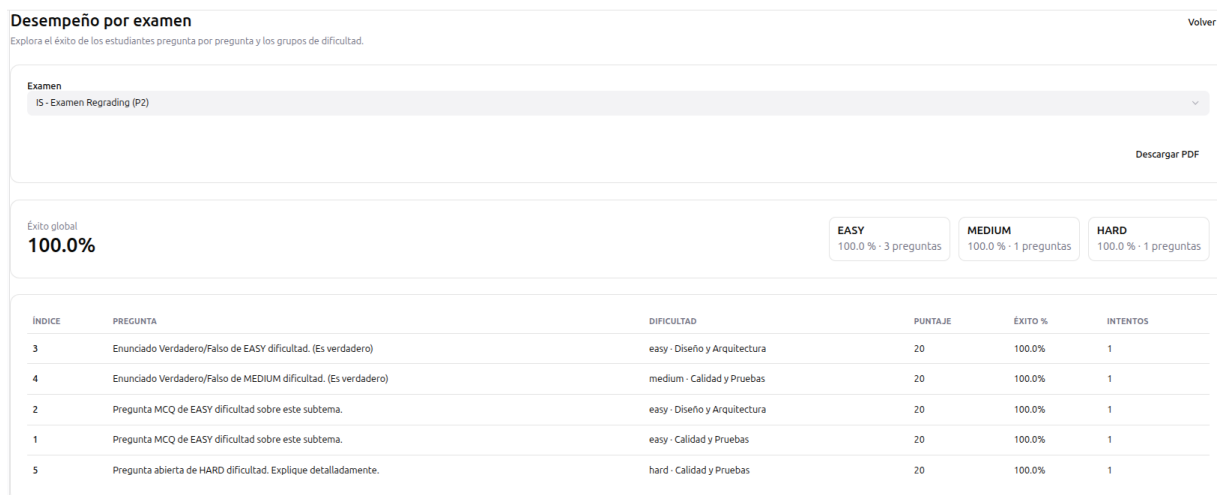 Desempeño por examen
Volver
Explora el éxito de los estudiantes pregunta por pregunta y los grupos de dificultad.
Examen
IS - Examen Regrading (P2)
Descargar PDF
Éxito global
100.0%
EASY
100.0 % · 3 preguntas
MEDIUM
100.0 % · 1 preguntas
HARD
100.0 % · 1 preguntas
ÍNDICE PREGUNTA DIFICULTAD PUNTAJE ÉXITO % INTENTOS
3 Enunciado Verdadero/Falso de EASY dificultad. (Es verdadero) easy · Diseño y Arquitectura 20 100.0% 1
4 Enunciado Verdadero/Falso de MEDIUM dificultad. (Es verdadero) medium · Calidad y Pruebas 20 100.0% 1
2 Pregunta MCQ de EASY dificultad sobre este subtema. easy · Diseño y Arquitectura 20 100.0% 1
1 Pregunta MCQ de EASY dificultad sobre este subtema. easy · Calidad y Pruebas 20 100.0% 1
5 Pregunta abierta de HARD dificultad. Explique detalladamente. hard · Calidad y Pruebas 20 100.0% 1